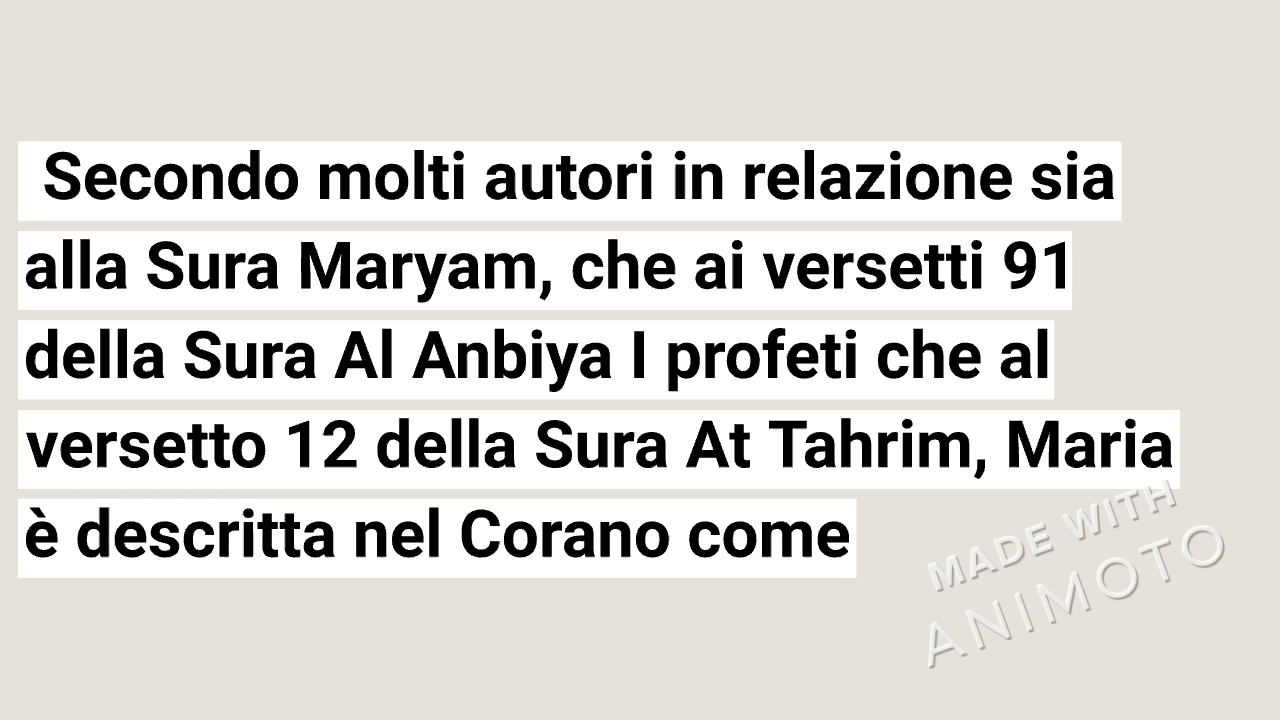 Secondo molti autori in relazione sia
alla Sura Maryam, che ai versetti 91
della Sura Al Anbiya I profeti che al
versetto 12 della Sura At Tahrim, Maria
è descritta nel Corano come
MADE WITH
ANIMOTO